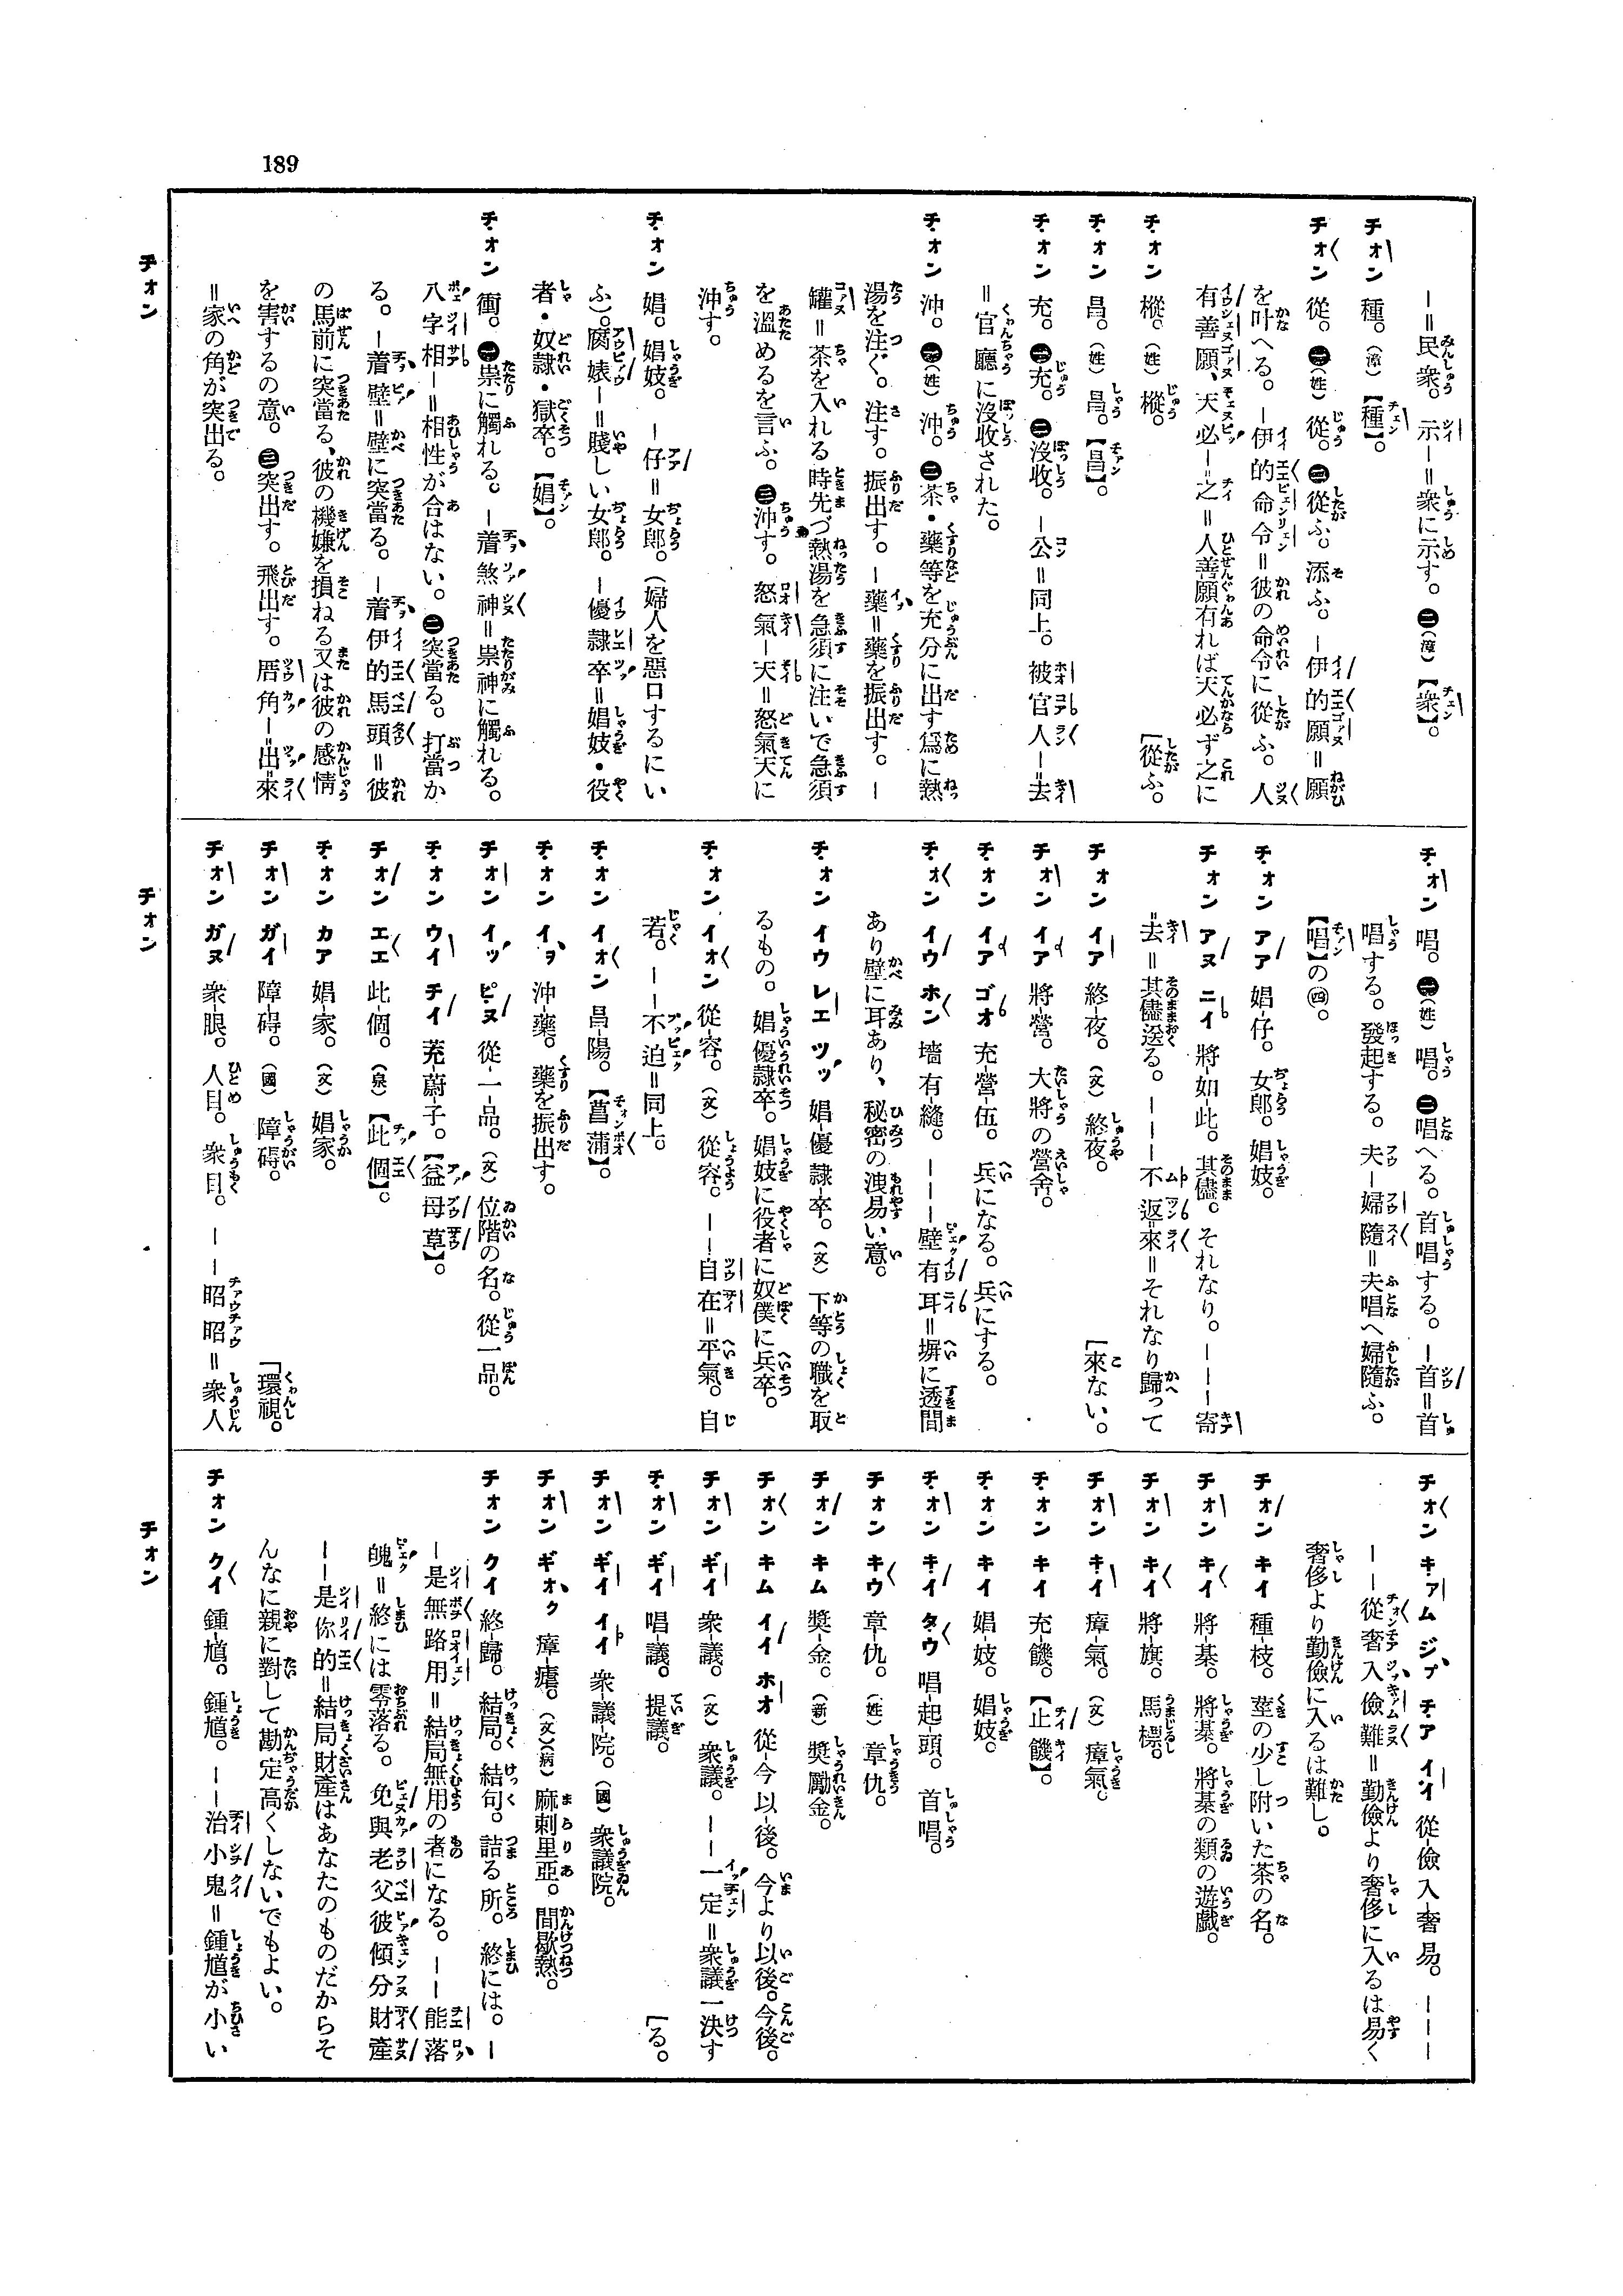 189
－＝民衆。 示－＝衆に示す。 ㊁(漳)【衆】。
チオン 種。(漳)【種】。
チオン 從。㊀(姓) 從。㊁從ふ。添ふ。 －伊的願＝願
を叶へる。 －伊的命令＝彼の命令に從ふ。 人
有善願、天必－之＝人善願有れば天必ず之に
チオン 樅。(姓) 樅。 [從ふ。
チオン 昌。(姓) 昌。【昌】。
チオン 充。㊀充。㊁沒收。 －公＝同上。 被官人－去
＝官廳に沒收された。
チオン 沖。㊀(姓) 沖。㊁茶・藥等を充分に出す爲に熱
湯を注ぐ。注す。振出す。 －藥＝藥を振出す。 －
罐＝茶を入れる時先づ熱湯を急須に注いで急須
を溫めるを言ふ。㊂沖す。 怒氣－天＝怒氣天に
沖す。
チオン 娼。娼妓。 －仔＝女郎。(婦人を惡口するにい
ふ)。腐婊－＝賤しい女郎。 －優隷卒＝娼妓・役
者・奴隷・獄卒。【娼】。
チオン 衝。㊀祟に觸れる。 －着煞神＝祟神に觸れる。
八字相－＝相性が合はない。㊁突當る。打當か
る。 －着壁＝壁に突當る。 －着伊的馬頭＝彼
の馬前に突當る、彼の機嫌を損ねる又は彼の感情
を害するの意。㊂突出す。飛出す。 厝角－出來
＝家の角が突出る。
チオン
チオン 唱。㊀(姓) 唱。㊁唱へる。首唱する。 －首＝首
唱する。發起する。 夫－婦隨＝夫唱へ婦隨ふ。
【唱】の㊃。
チオン アア 娼-仔。女郎。娼妓。
チオン アヌ ニイ 將-如-此。其儘。それなり。 －－－寄
＝去＝其儘送る。 －－－不返來＝それなり歸って
チオン イア 終-夜。(文) 終夜。 [來ない。
チオン イア 將-營。大將の營舍。
チオン イア ゴオ 充-營-伍。兵になる。兵にする。
チオン イウ ホン 墻-有-縫。 －－－壁有耳＝塀に透間
あり壁に耳あり、秘密の洩易い意。
チオン イウ レエ ツッ 娼-優-隷-卒。(文) 下等の職を取
るもの。 娼優隷卒。娼妓に役者に奴僕に兵卒。
チオン イオン 從-容。(文) 從容。 －－自在＝平氣。自
若。 －－不迫＝同上。
チオン イオン 昌-陽。【菖蒲】。
チオン イヲ 沖-藥。藥を振出す。
チオン イッ ピヌ 從-一-品。(文) 位階の名。從一品。
チオン ウイ チイ 茺-蔚-子。【益母草】。
チオン エエ 此-個。(泉)【此個】。
チオン カア 娼-家。(文) 娼家。
チオン ガイ 障-碍。(國) 障碍。 [環視。
チオン ガヌ 衆-眼。人目。衆目。 －－昭昭＝衆人
チオン
チオン キアム ジプ チア イイ 從-儉-入-奢-易。 －－－
－－從奢入儉難＝勤儉より奢侈に入るは易く
奢侈より勤儉に入るは難し。
チオン キイ 種-枝。莖の少し附いた茶の名。
チオン キイ 將-棊。將棊。將棊の類の遊戲。
チオン キイ 將-旗。馬標。
チオン キイ 瘴-氣。(文) 瘴氣。
チオン キイ 充-饑。【止饑】。
チオン キイ 娼-妓。娼妓。
チオン キイ タウ 唱-起-頭。首唱。
チオン キウ 章-仇。(姓) 章仇。
チオン キム 獎-金。(新) 獎勵金。
チオン キム イイ ホオ 從-今-以-後。今より以後。今後。
チオン ギイ 衆-議。(文) 衆議。 －－一定＝衆議一決す
チオン ギイ 唱-議。提議。 [る。
チオン ギイ イイ 衆-議-院。(國) 衆議院。
チオン ギオク 瘴-瘧。(文)(病) 麻剌里亞。間歇熱。
チオン クイ 終-歸。結局。結句。詰る所。終には。 －
－是無路用＝結局無用の者になる。 －－能落
魄＝終には零落る。 免與老父彼傾分財產
－－是你的＝結局財產はあなたのものだからそ
んなに親に對して勘定高くしないでもよい。
チオン クイ 鍾-馗。鍾馗。 －－治小鬼＝鍾馗が小い
チオン